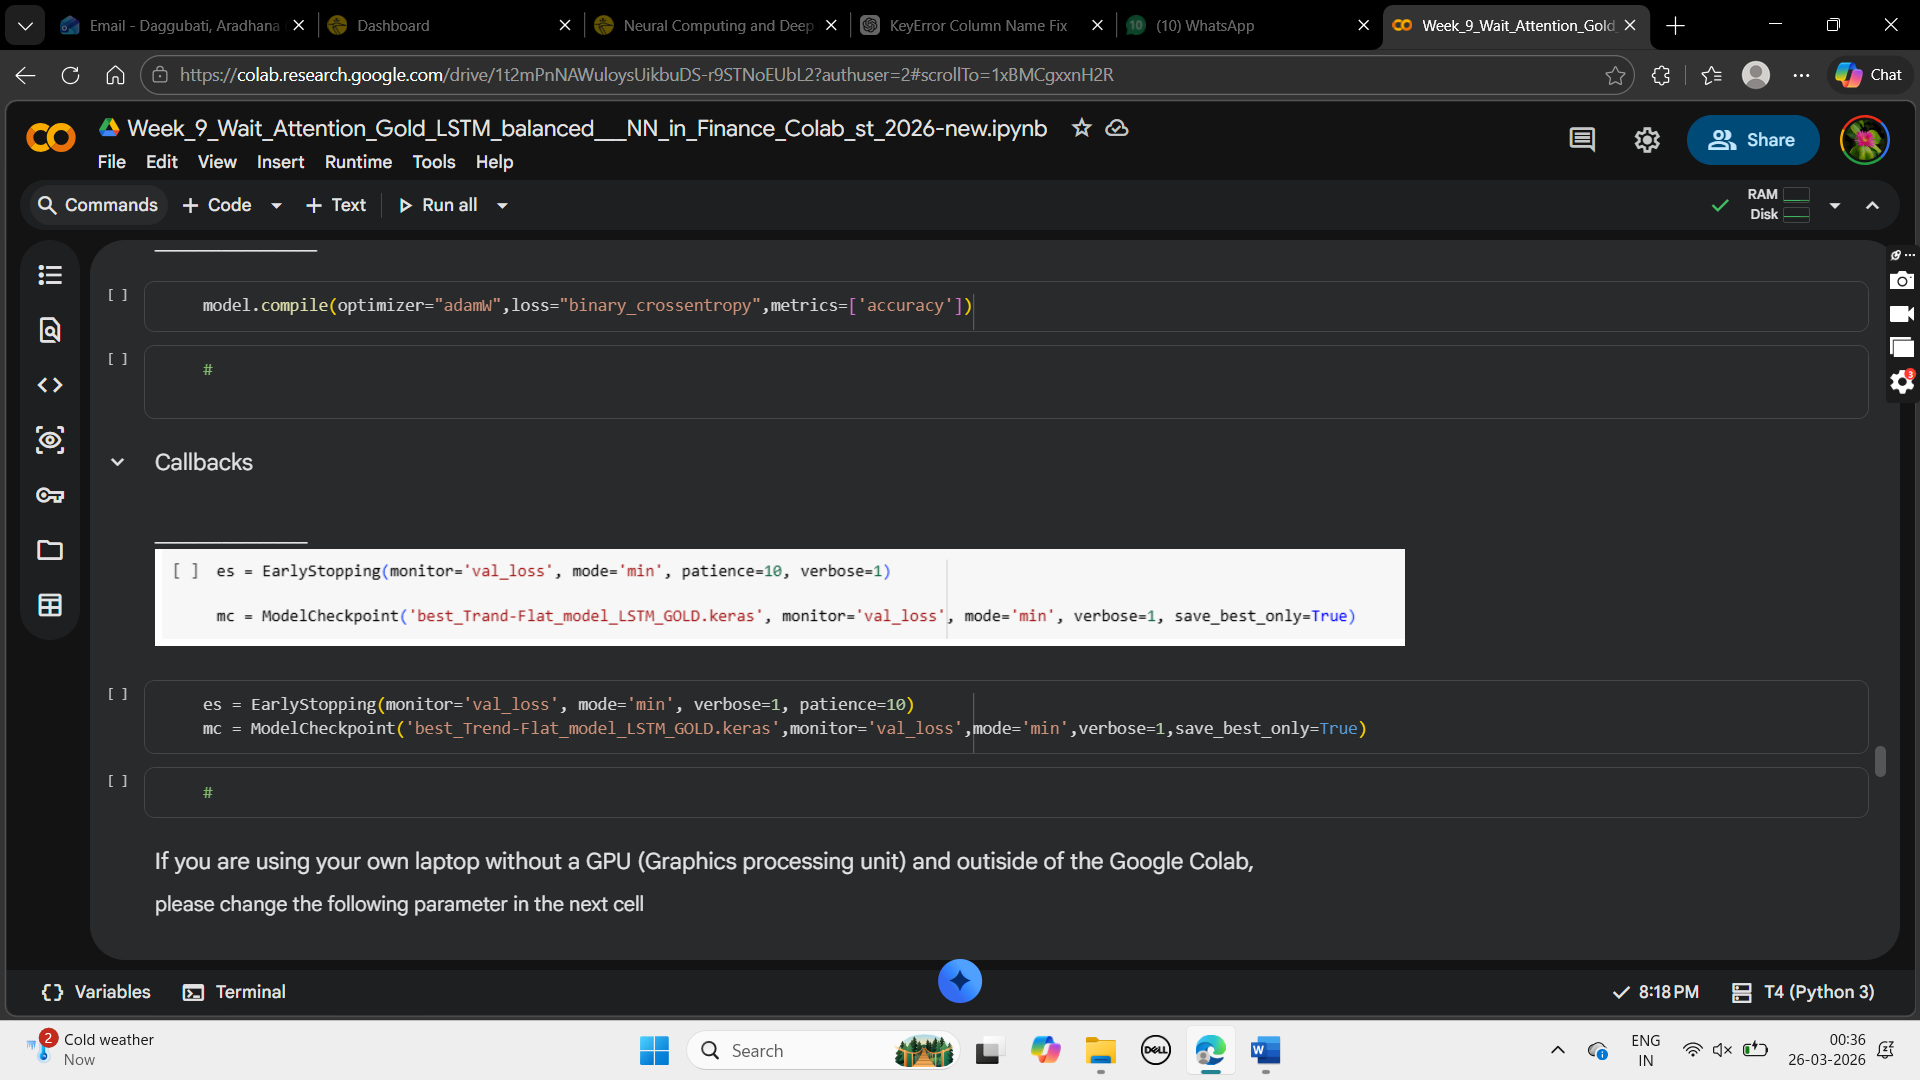 Email - Daggubati, Aradhana
Dashboard
Neural Computing and Deep
KeyError Column Name Fix
10
(10) WhatsApp
Week_9_Wait_Attention_Gold_
https://colab.research.google.com/drive/1t2mPnNAWuloysUikbuDS-r9STNoEUbL2?authuser=2#scrollTo=1xBMCgxxnH2R
Chat
Week_9_Wait_Attention_Gold_LSTM_balanced___NN_in_Finance_Colab_st_2026-new.ipynb
File Edit View Insert Runtime Tools Help
Share
Commands + Code + Text Run all
RAM
Disk
[ ] model.compile(optimizer="adamW",loss="binary_crossentropy",metrics=['accuracy'])
[ ] #
Callbacks
[ ] es = EarlyStopping(monitor='val_loss', mode='min', patience=10, verbose=1)
mc = ModelCheckpoint('best_Trand-Flat_model_LSTM_GOLD.keras', monitor='val_loss', mode='min', verbose=1, save_best_only=True)
[ ] es = EarlyStopping(monitor='val_loss', mode='min', verbose=1, patience=10)
mc = ModelCheckpoint('best_Trend-Flat_model_LSTM_GOLD.keras',monitor='val_loss',mode='min',verbose=1,save_best_only=True)
[ ] #
If you are using your own laptop without a GPU (Graphics processing unit) and outiside of the Google Colab,
please change the following parameter in the next cell
3
{} Variables Terminal
8:18 PM T4 (Python 3)
2
Cold weather
Now
Search
DELL
W
ENG
IN
00:36
26-03-2026